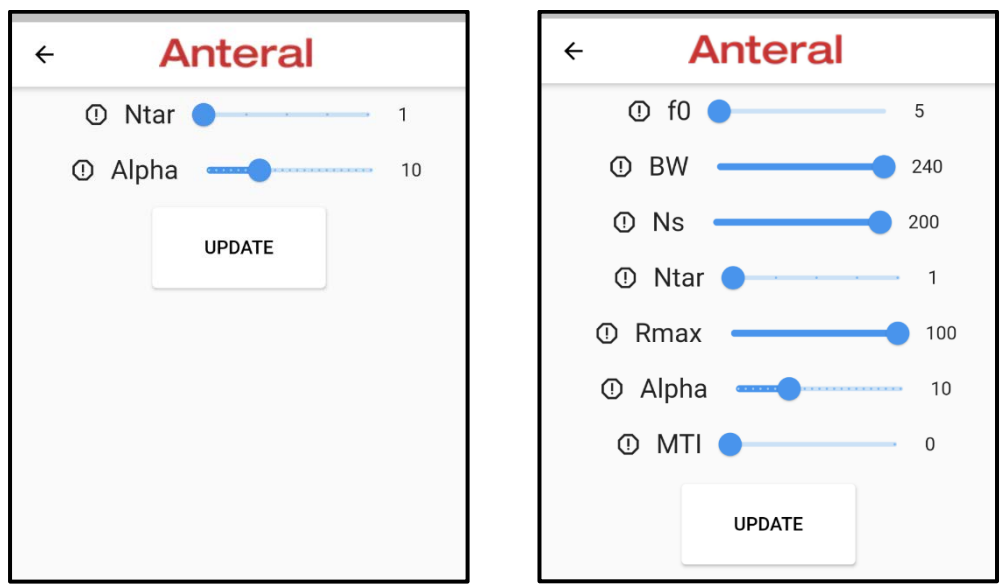 Anteral
Ntar 1
Alpha 10
UPDATE
Anteral
f0 5
BW 240
Ns 200
Ntar 1
Rmax 100
Alpha 10
MTI 0
UPDATE